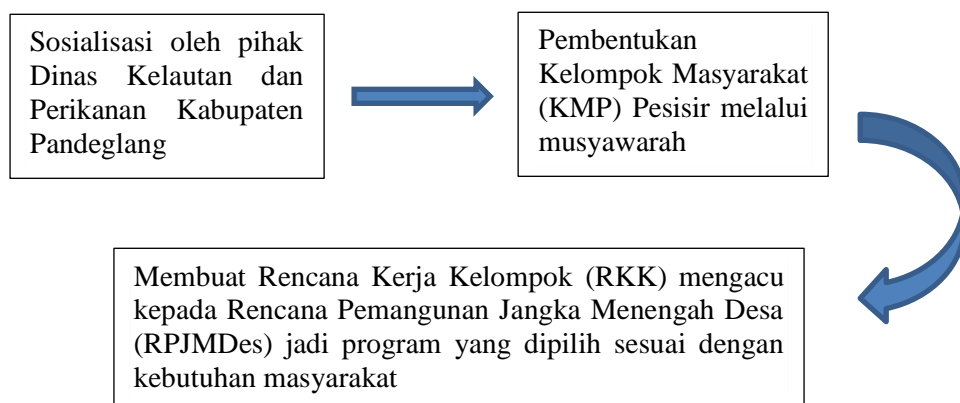 Sosialisasi oleh pihak
Dinas Kelautan dan
Perikanan Kabupaten
Pandeglang
Pembentukan
Kelompok Masyarakat
(KMP) Pesisir melalui
musyawarah
Membuat Rencana Kerja Kelompok (RKK) mengacu
kepada Rencana Pemangunan Jangka Menengah Desa
(RPJMDes) jadi program yang dipilih sesuai dengan
kebutuhan masyarakat